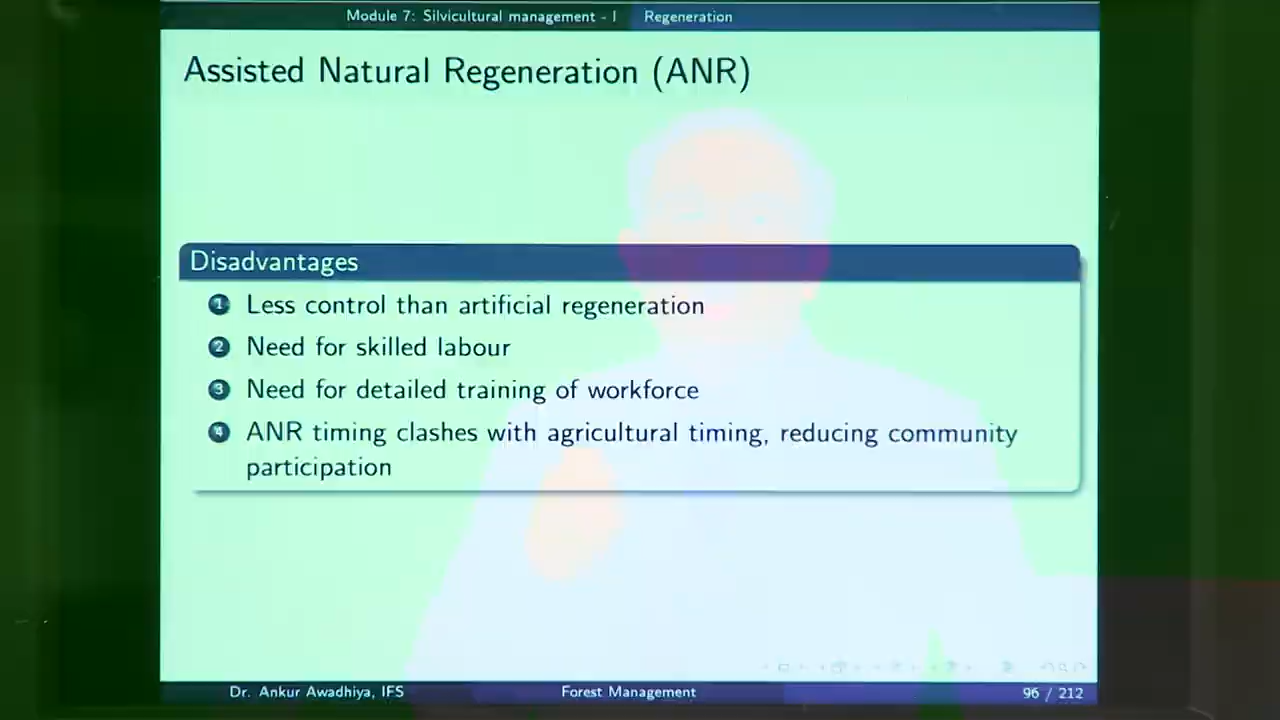 Module 7: Silvicultural management - I Regeneration
Assisted Natural Regeneration (ANR)
Disadvantages
1 Less control than artificial regeneration
2 Need for skilled labour
3 Need for detailed training of workforce
4 ANR timing clashes with agricultural timing, reducing community
participation
Dr. Ankur Awadhiya, IFS Forest Management 96 / 212